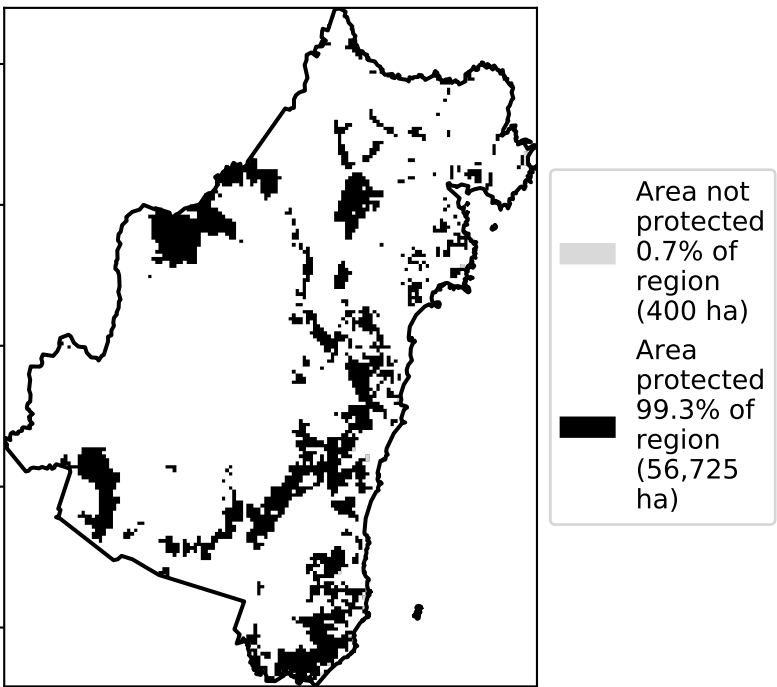 Area not
protected
0.7% of
region
(400 ha)
Area
protected
99.3% of
region
(56,725
ha)